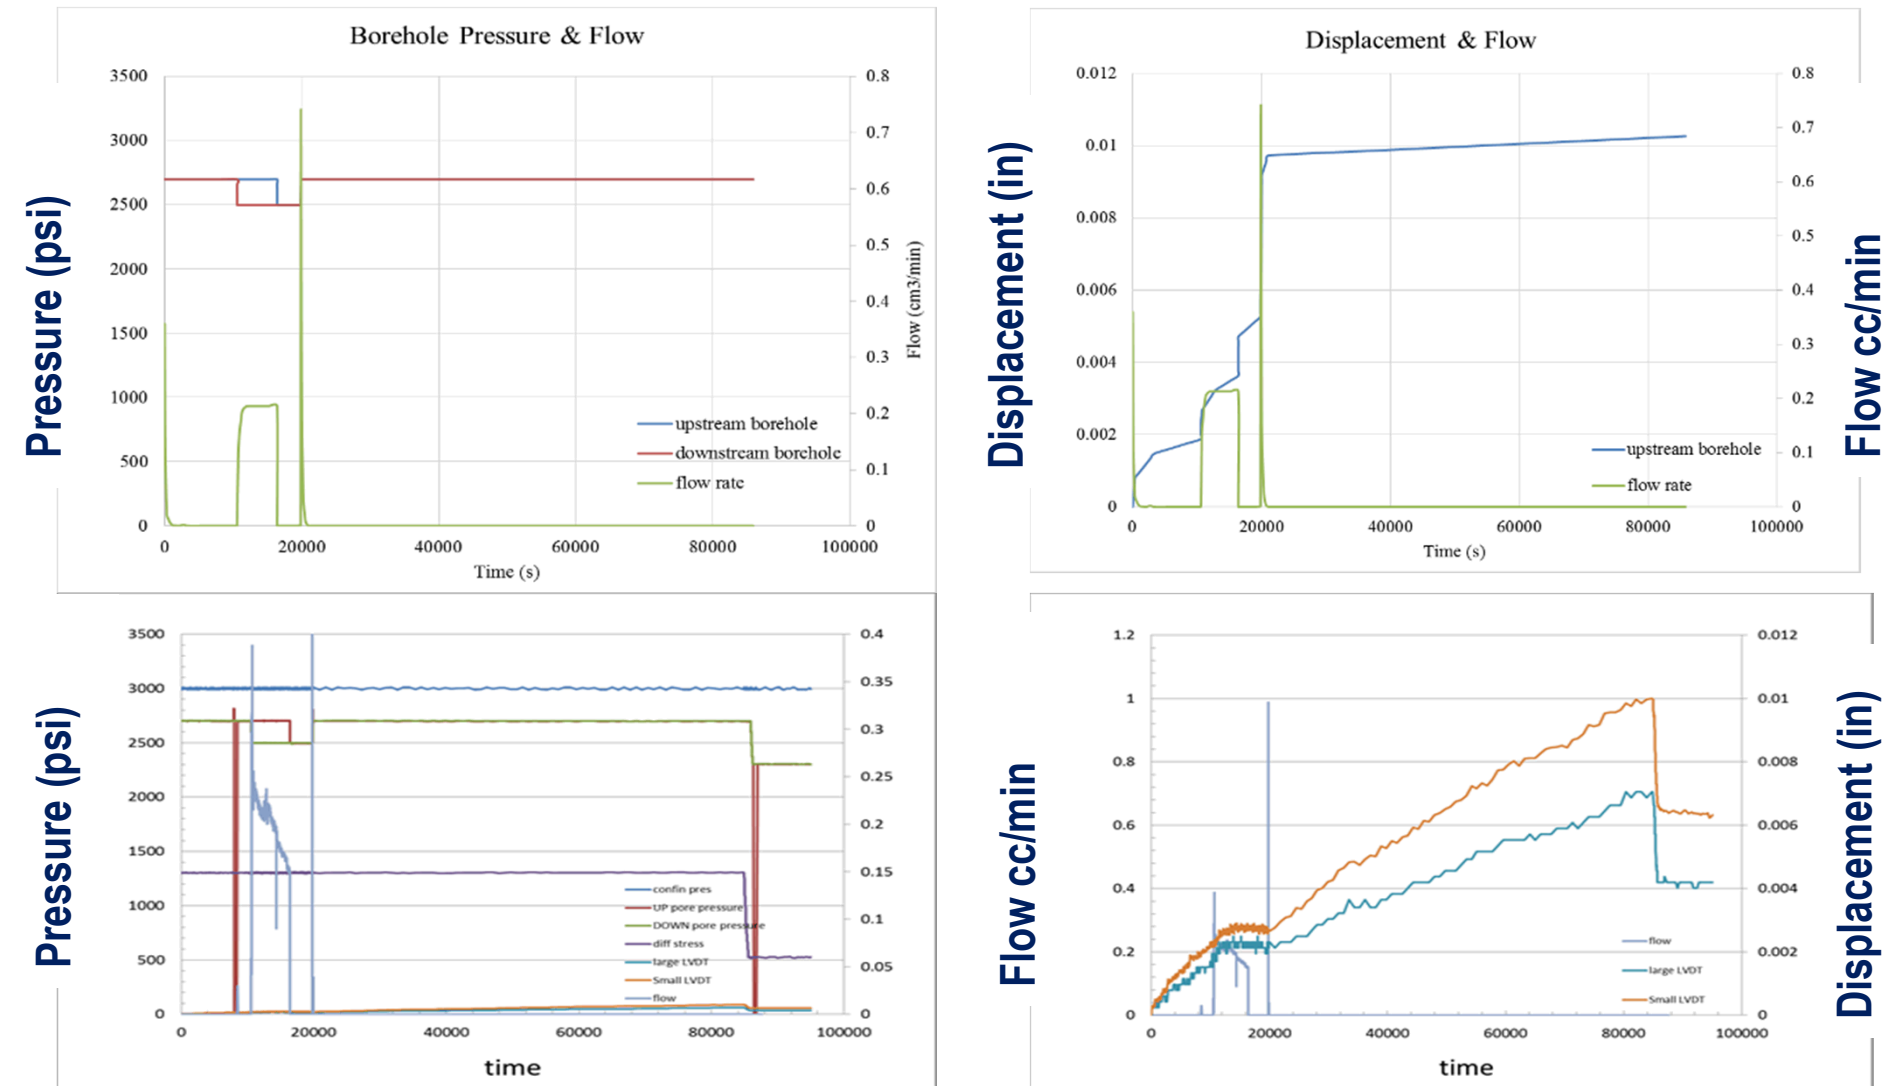 Borehole Pressure & Flow
Pressure (psi)
3500
3000
2500
2000
1500
1000
500
0
0.8
0.7
0.6
0.5
0.4
0.3
0.2
0.1
0
Flow (cm3/min)
upstream borehole
downstream borehole
flow rate
0 20000 40000 60000 80000 100000
Time (s)
Displacement & Flow
Displacement (in)
0.012
0.01
0.008
0.006
0.004
0.002
0
0.8
0.7
0.6
0.5
0.4
0.3
0.2
0.1
0
Flow cc/min
upstream borehole
flow rate
0 20000 40000 60000 80000 100000
Time (s)
Pressure (psi)
3500
3000
2500
2000
1500
1000
500
0
0.4
0.35
0.3
0.25
0.2
0.15
0.1
0.05
0
confin pres
UP pore pressure
DOWN pore pressure
diff stress
large LVDT
Small LVDT
flow
0 20000 40000 60000 80000 100000
time
Flow cc/min
1.2
1
0.8
0.6
0.4
0.2
0
0.012
0.01
0.008
0.006
0.004
0.002
0
Displacement (in)
flow
large LVDT
Small LVDT
0 20000 40000 60000 80000 100000
time